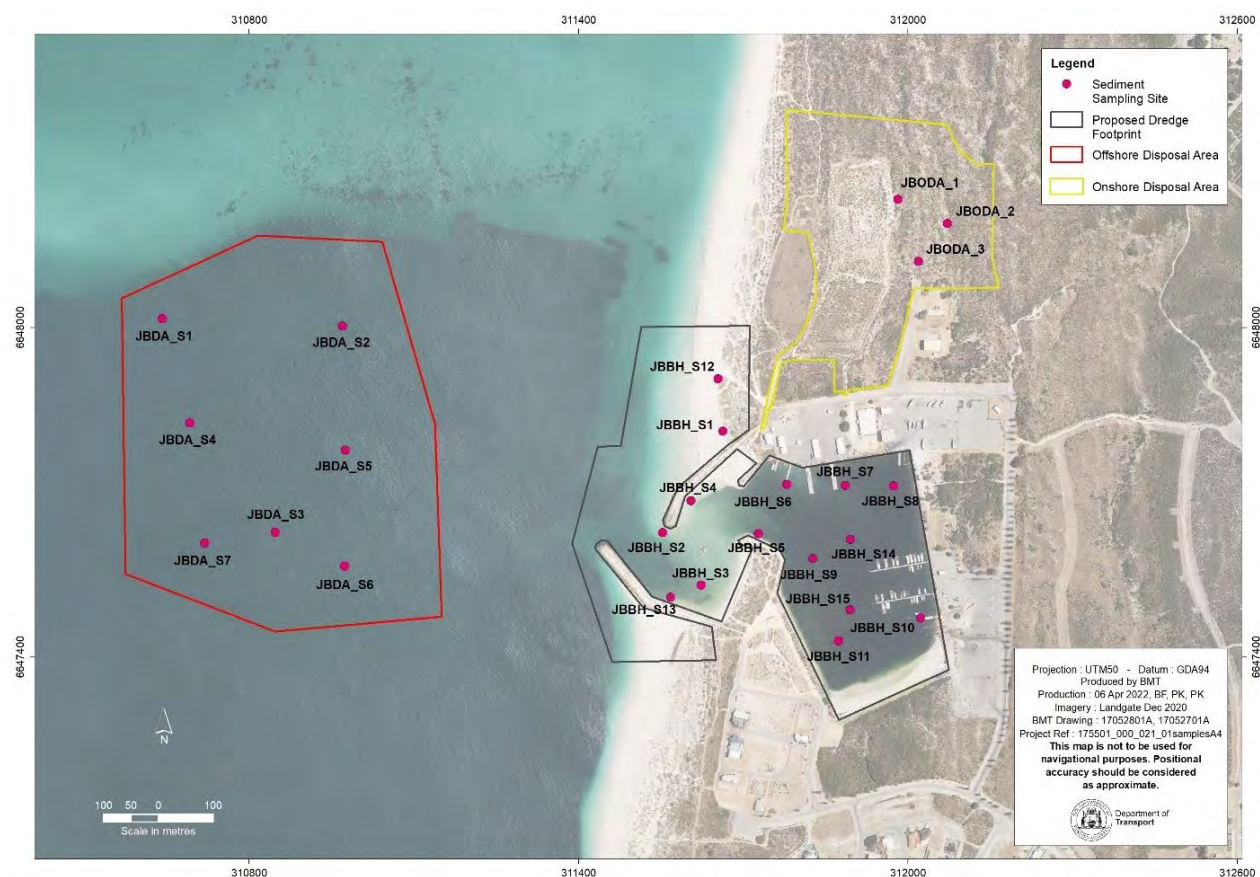 310800
311400
312000
312600
Legend
Sediment
Sampling Site
Proposed Dredge
Footprint
Offshore Disposal Area
Onshore Disposal Area
JBODA_1
JBODA_2
JBODA_3
6648000
6648000
JBDA_S1
JBDA_S2
JBBH_S12
JBBH_S1
JBDA_S4
JBDA_S5
JBBH_S7
JBBH_S4
JBBH_S6
JBBH_S8
JBDA_S3
JBBH_S2
JBBH_S5
JBBH_S14
JBDA_S7
JBBH_S9
JBDA_S6
JBBH_S3
JBBH_S13
JBBH_S15
JBBH_S10
JBBH_S11
6647400
6647400
N
100 50 0 100
Scale in metres
Projection : UTM50 - Datum : GDA94
Produced by BMT
Production : 06 Apr 2022, BF, PK, PK
Imagery : Landgate Dec 2020
BMT Drawing : 17052801A, 17052701A
Project Ref : 175501_000_021_01samplesA4
This map is not to be used for
navigational purposes. Positional
accuracy should be considered
as approximate.
Department of
Transport
310800
311400
312000
312600